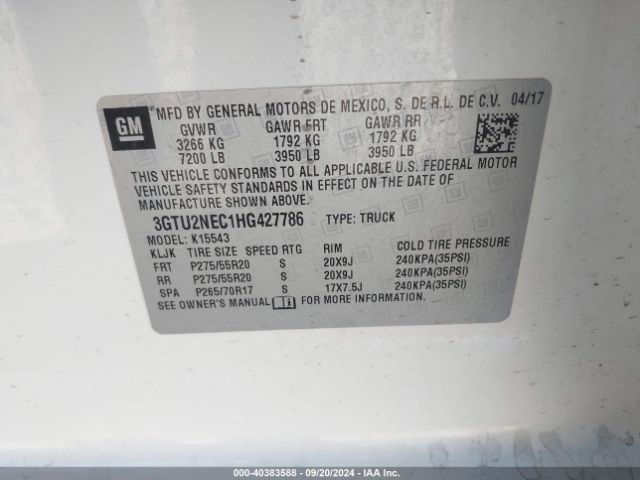 GM
MFD BY GENERAL MOTORS DE MEXICO, S. DE R.L. DE C.V. 04/17
GVWR GAWR FRT GAWR RR
3266 KG 1792 KG 1792 KG
7200 LB 3950 LB 3950 LB
THIS VEHICLE CONFORMS TO ALL APPLICABLE U.S. FEDERAL MOTOR
VEHICLE SAFETY STANDARDS IN EFFECT ON THE DATE OF
MANUFACTURE SHOWN ABOVE.
3GTU2NEC1HG427786 TYPE: TRUCK
MODEL: K15543
KLJK TIRE SIZE SPEED RTG RIM COLD TIRE PRESSURE
FRT P275/55R20 S 20X9J 240KPA(35PSI)
RR P275/55R20 S 20X9J 240KPA(35PSI)
SPA P265/70R17 S 17X7.5J 240KPA(35PSI)
SEE OWNER'S MANUAL FOR MORE INFORMATION.
000-40383588 - 09/20/2024 - IAA Inc.